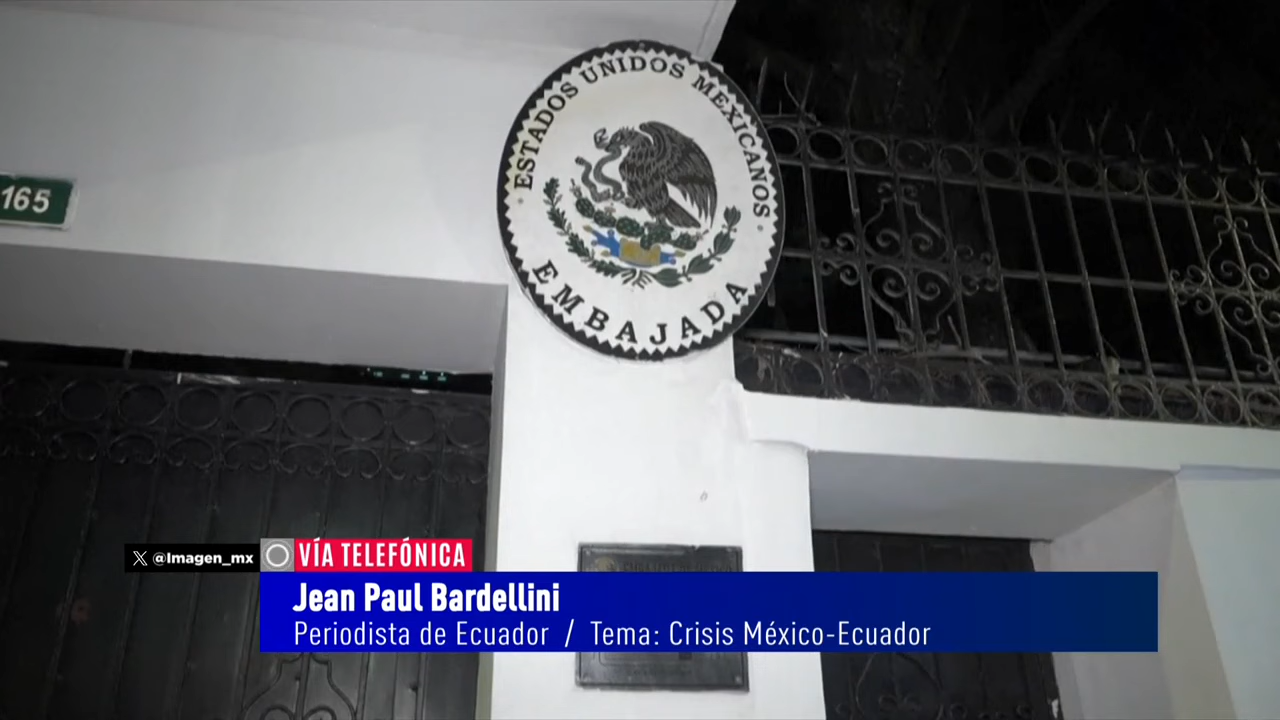 ESTADOS UNIDOS MEXICANOS
EMBAJADA
165
X @Imagen_mx
VÍA TELEFÓNICA
Jean Paul Bardellini
Periodista de Ecuador / Tema: Crisis México-Ecuador